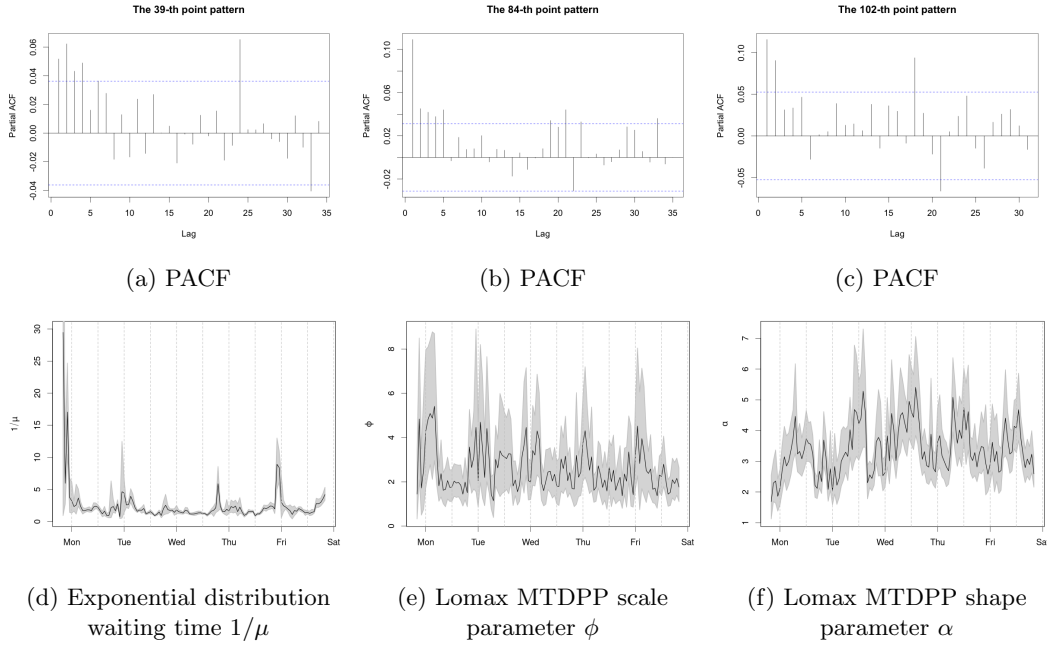 The 39-th point pattern
The 84-th point pattern
The 102-th point pattern
Partial ACF
-0.04 -0.02 0.00 0.02 0.04 0.06
0 5 10 15 20 25 30 35
Lag
Partial ACF
-0.02 0.02 0.06 0.10
0 5 10 15 20 25 30 35
Lag
Partial ACF
-0.05 0.00 0.05 0.10
0 5 10 15 20 25 30
Lag
(a) PACF
(b) PACF
(c) PACF
1/μ
0 5 10 15 20 25 30
Mon Tue Wed Thu Fri Sat
ϕ
0 2 4 6 8
Mon Tue Wed Thu Fri Sat
α
1 2 3 4 5 6 7
Mon Tue Wed Thu Fri Sa
(d) Exponential distribution
waiting time 1/μ
(e) Lomax MTDPP scale
parameter ϕ
(f) Lomax MTDPP shape
parameter α